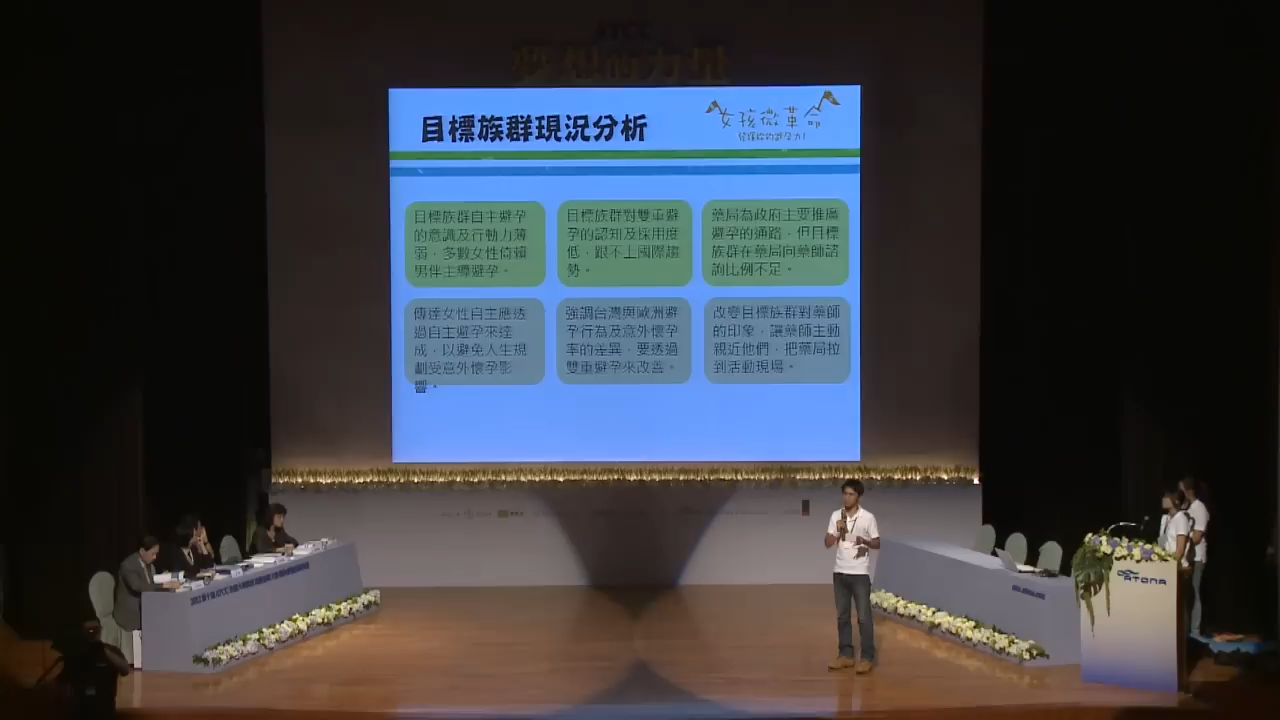 ATCC
夢想的力量
目標族群現況分析
女孩微革命
目標族群自主避孕
的意識及行動力薄
弱，多數女性倚賴
男伴主導避孕。
目標族群對雙重避
孕的認知及採用度
低，跟不上國際趨
勢。
藥局為政府主要推廣
避孕的通路，但目標
族群在藥局向藥師諮
詢比例不足。
傳達女性自主應透
過自主避孕來達
成，以避免人生規
劃受意外懷孕影
響。
強調台灣與歐洲避
孕行為及意外懷孕
率的差異，要透過
雙重避孕來改善。
改變目標族群對藥師
的印象，讓藥師主動
親近他們，把藥局拉
到活動現場。
ATONA